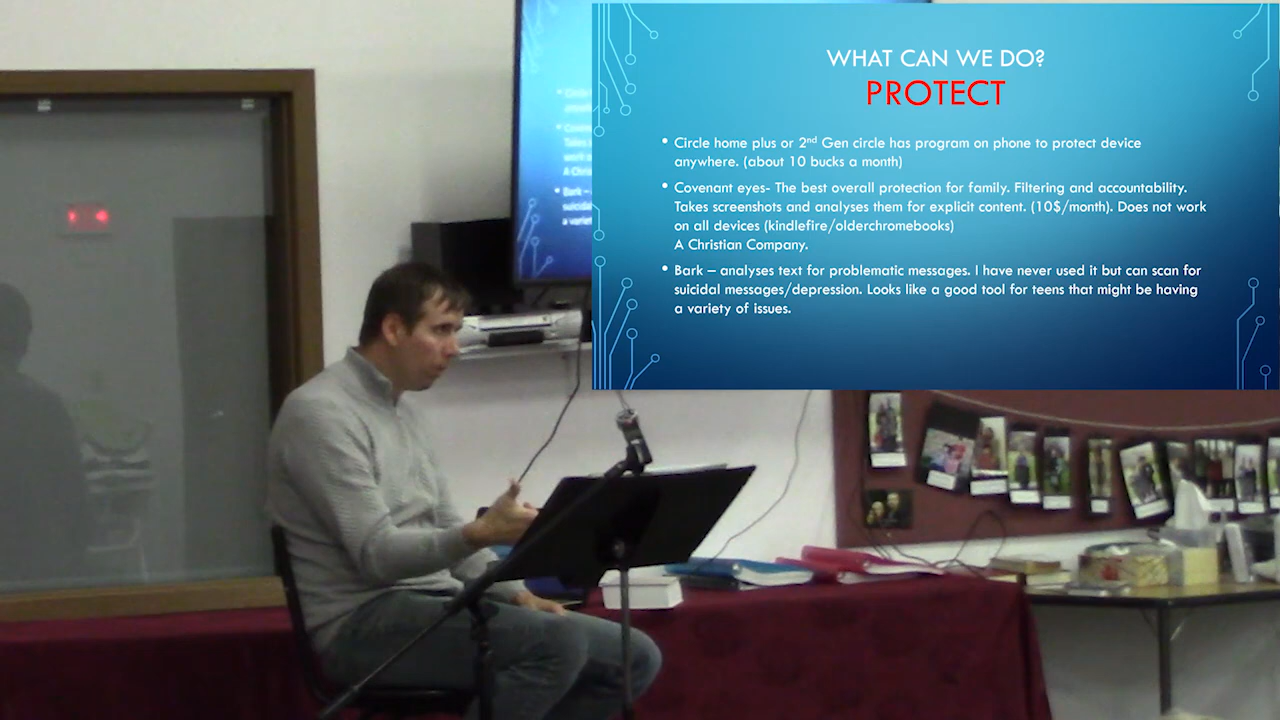 WHAT CAN WE DO?
PROTECT
• Circle home plus or 2nd Gen circle has program on phone to protect device
anywhere. (about 10 bucks a month)
• Covenant eyes- The best overall protection for family. Filtering and accountability.
Takes screenshots and analyses them for explicit content. (10$/month). Does not work
on all devices (kindlefire/olderchromebooks)
A Christian Company.
• Bark – analyses text for problematic messages. I have never used it but can scan for
suicidal messages/depression. Looks like a good tool for teens that might be having
a variety of issues.